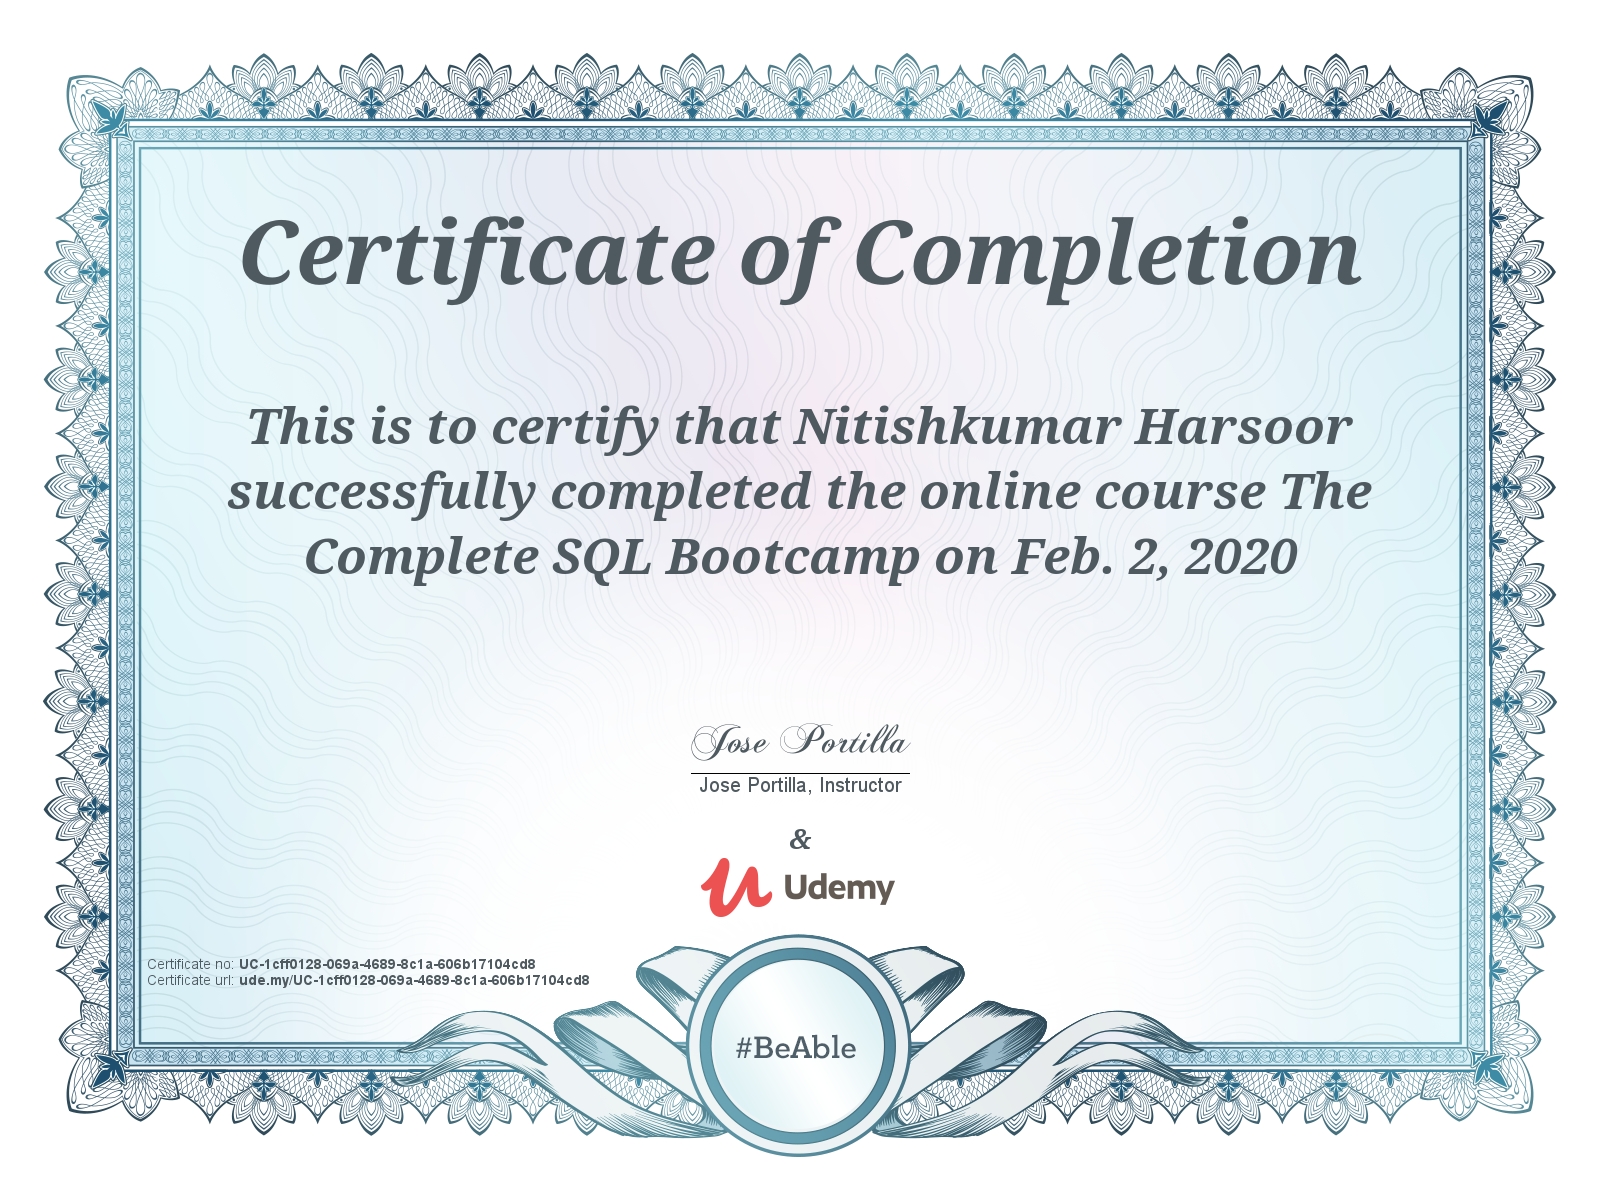 Certificate of Completion
This is to certify that Nitishkumar Harsoor
successfully completed the online course The
Complete SQL Bootcamp on Feb. 2, 2020
Jose Portilla
Jose Portilla, Instructor
&
Udemy
Certificate no: UC-1cff0128-069a-4689-8c1a-606b17104cd8
Certificate url: ude.my/UC-1cff0128-069a-4689-8c1a-606b17104cd8
#BeAble